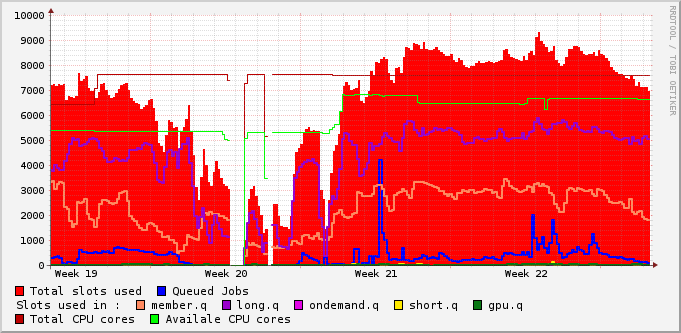 10000
9000
8000
7000
6000
5000
4000
3000
2000
1000
0
Week 19 Week 20 Week 21 Week 22
RRDTOOL / TOBI OETIKER
Total slots used Queued Jobs
Slots used in : member.q long.q ondemand.q short.q gpu.q
Total CPU cores Availale CPU cores